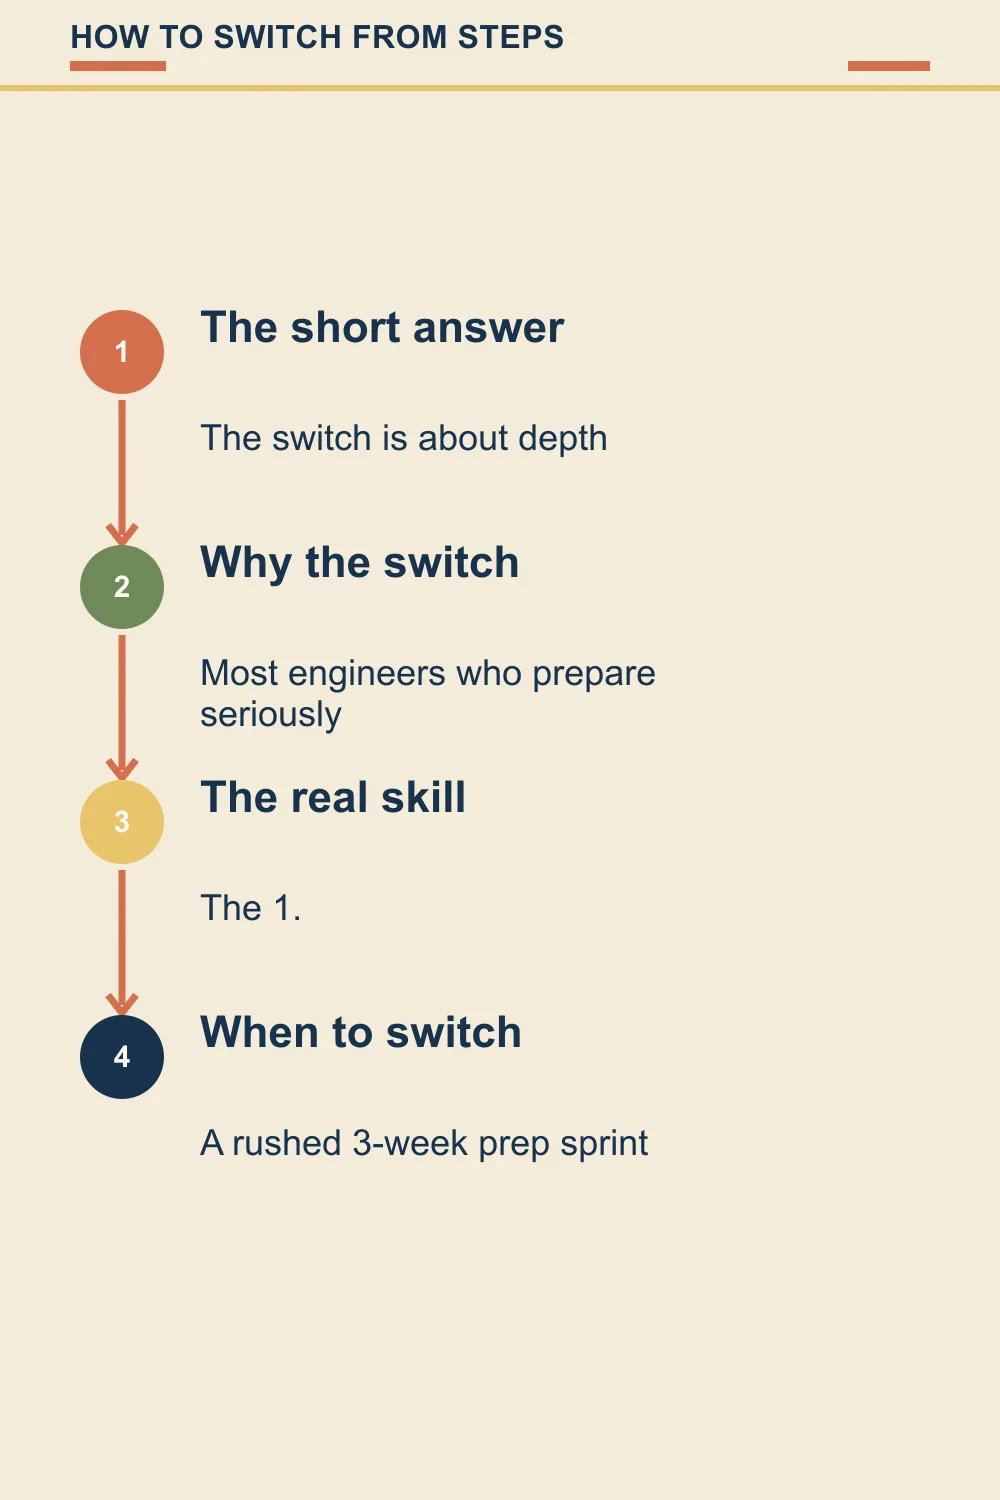 HOW TO SWITCH FROM STEPS
1
The short answer
The switch is about depth
2
Why the switch
Most engineers who prepare
seriously
3
The real skill
The 1.
4
When to switch
A rushed 3-week prep sprint